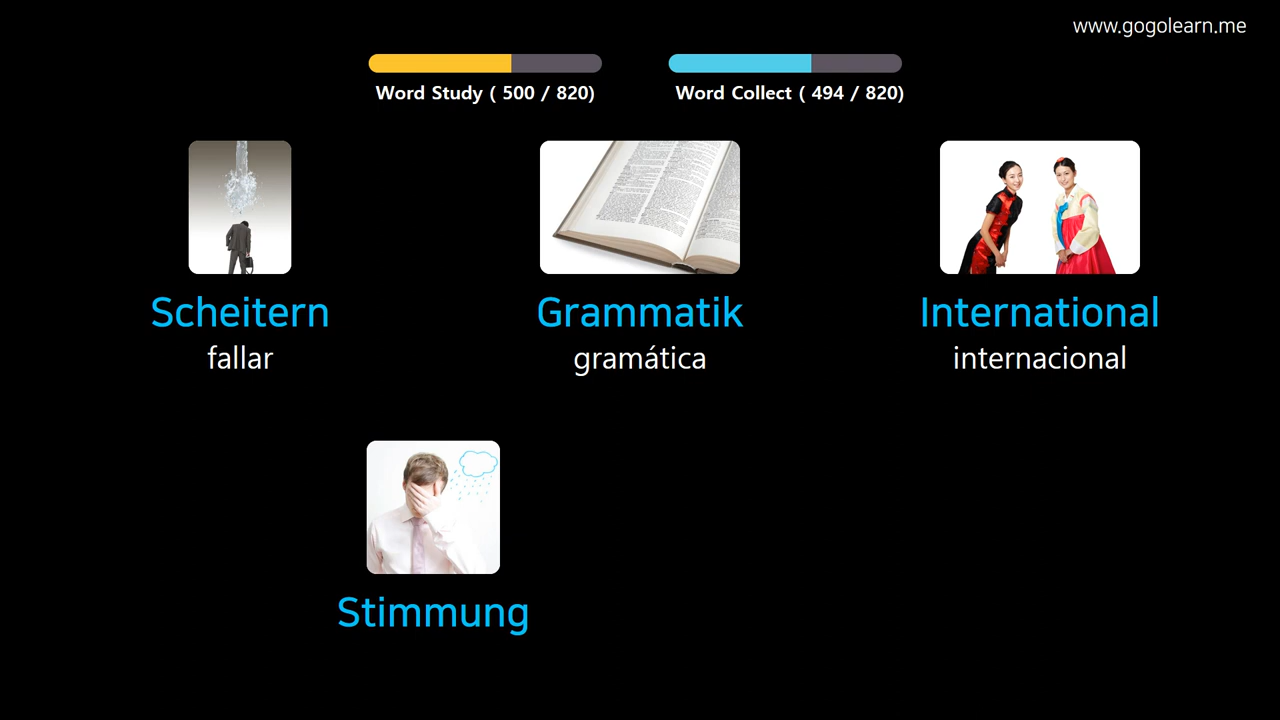 www.gogolearn.me
Word Study ( 500 / 820)
Word Collect ( 494 / 820)
Scheitern
fallar
Grammatik
gramática
International
internacional
Stimmung